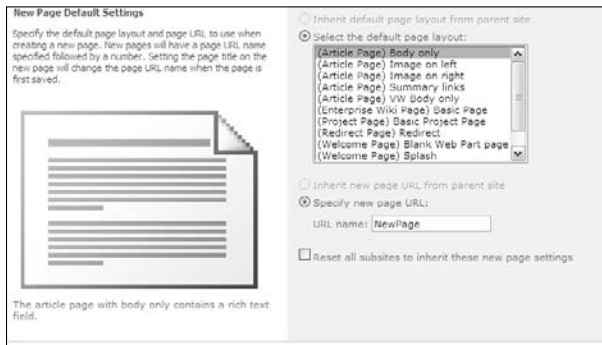 New Page Default Settings
Specify the default page layout and page URL to use when
creating a new page. New pages will have a page URL name
specified followed by a number. Setting the page title on the
new page will change the page URL name when the page is
first saved.
The article page with body only contains a rich text
field.
Inherit default page layout from parent site
Select the default page layout:
(Article Page) Body only
(Article Page) Image on left
(Article Page) Image on right
(Article Page) Summary links
(Article Page) VW Body only
(Enterprise Wiki Page) Basic Page
(Project Page) Basic Project Page
(Redirect Page) Redirect
(Welcome Page) Blank Web Part page
(Welcome Page) Splash
Inherit new page URL from parent site
Specify new page URL:
URL name: NewPage
Reset all subsites to inherit these new page settings